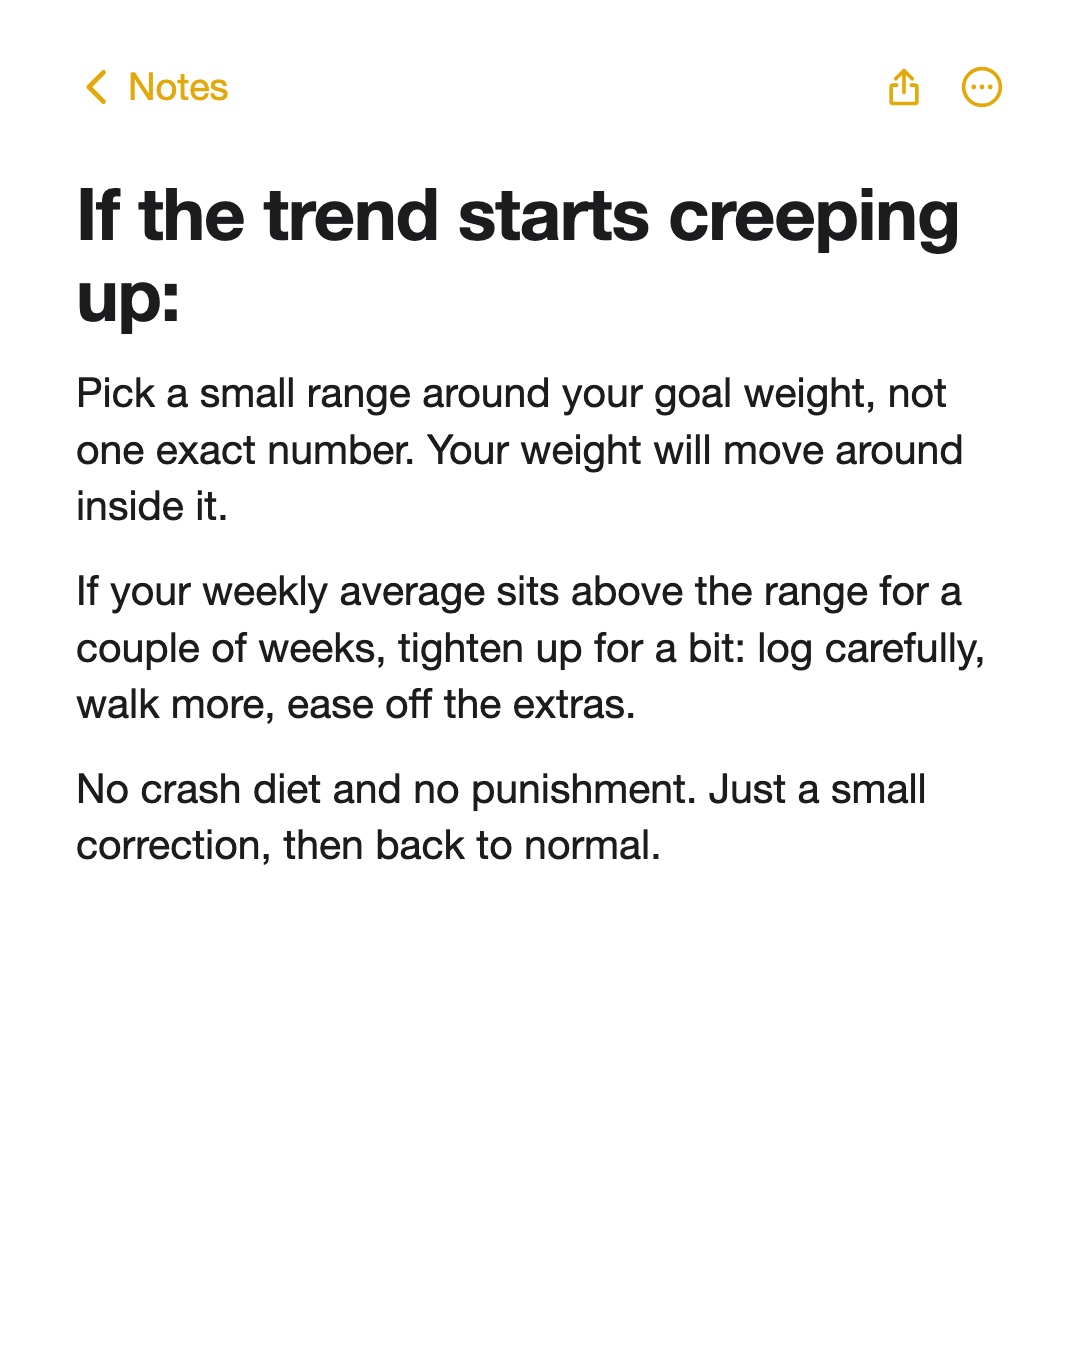 Notes
If the trend starts creeping
up:
Pick a small range around your goal weight, not
one exact number. Your weight will move around
inside it.
If your weekly average sits above the range for a
couple of weeks, tighten up for a bit: log carefully,
walk more, ease off the extras.
No crash diet and no punishment. Just a small
correction, then back to normal.